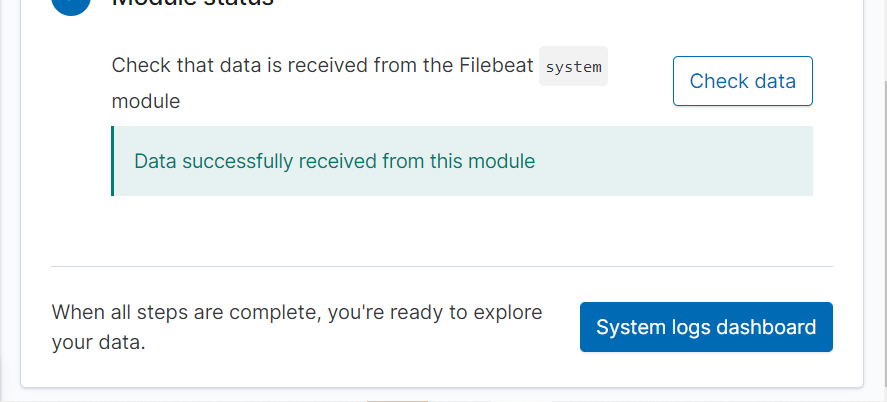 Module status
Check that data is received from the Filebeat system
module
Check data
Data successfully received from this module
When all steps are complete, you're ready to explore
your data.
System logs dashboard